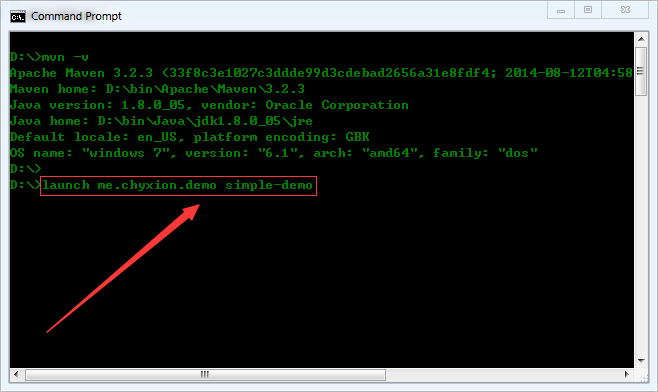 Command Prompt
D:\>mvn -v
Apache Maven 3.2.3 (33f8c3e1027c3ddde99d3cdebad2656a31e8fdf4; 2014-08-12T04:58
Maven home: D:\bin\Apache\Maven\3.2.3
Java version: 1.8.0_05, vendor: Oracle Corporation
Java home: D:\bin\Java\jdk1.8.0_05\jre
Default locale: en_US, platform encoding: GBK
OS name: "windows 7", version: "6.1", arch: "amd64", family: "dos"
D:\>
D:\>launch me.chyxion.demo simple-demo